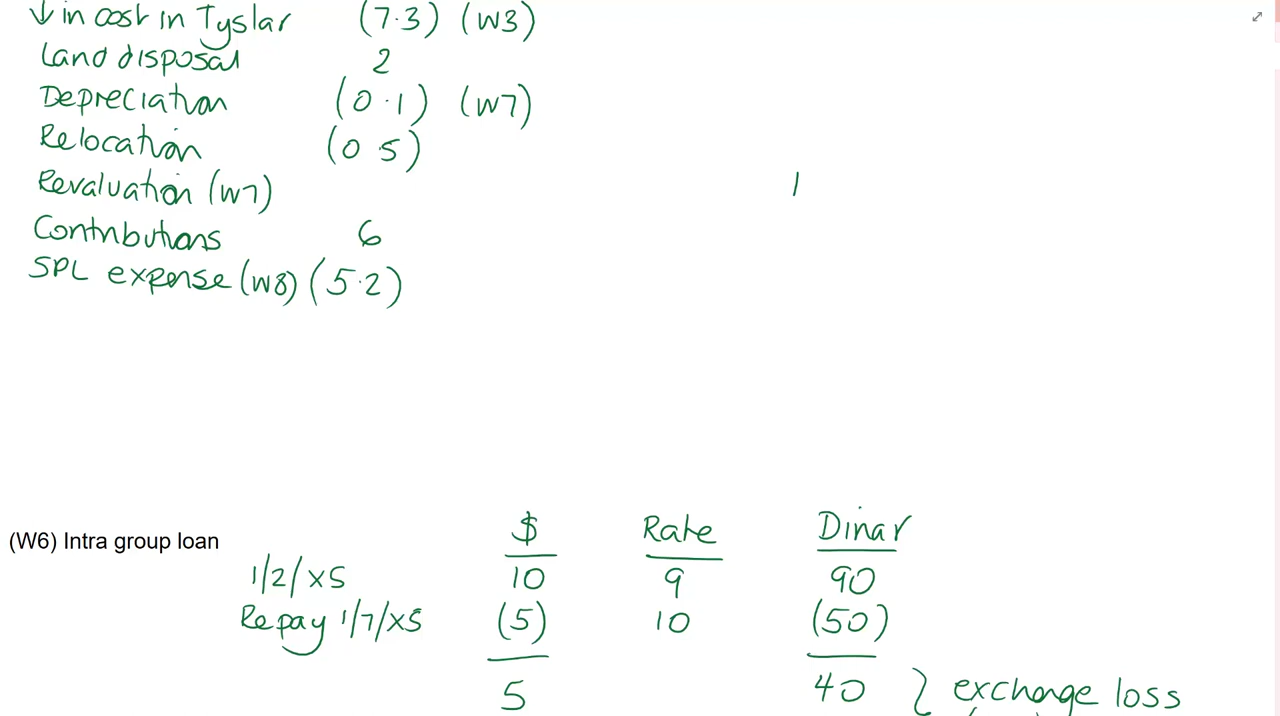 ↓ in cost in Tyslar (7.3) (W3)
Land disposal 2
Depreciation (0.1) (W7)
Relocation (0.5)
Revaluation (W7) 1
Contributions 6
SPL expense (W8) (5.2)
$ Rate Dinar
(W6) Intra group loan
1/2/X5 10 9 90
Repay 1/7/X5 (5) 10 (50)
5 40 } exchange loss